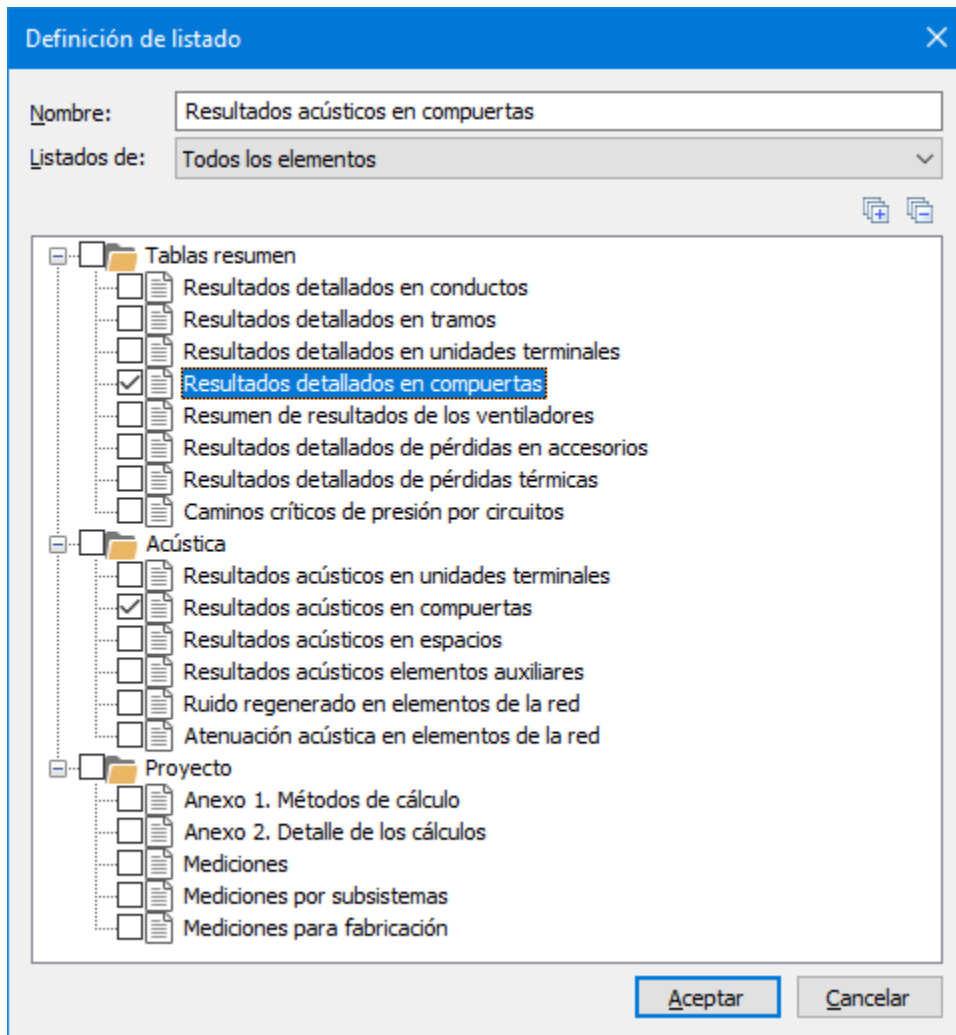 Definición de listado
Nombre: Resultados acústicos en compuertas
Listados de: Todos los elementos
Tablas resumen
Resultados detallados en conductos
Resultados detallados en tramos
Resultados detallados en unidades terminales
Resultados detallados en compuertas
Resumen de resultados de los ventiladores
Resultados detallados de pérdidas en accesorios
Resultados detallados de pérdidas térmicas
Caminos críticos de presión por circuitos
Acústica
Resultados acústicos en unidades terminales
Resultados acústicos en compuertas
Resultados acústicos en espacios
Resultados acústicos elementos auxiliares
Ruido regenerado en elementos de la red
Atenuación acústica en elementos de la red
Proyecto
Anexo 1. Métodos de cálculo
Anexo 2. Detalle de los cálculos
Mediciones
Mediciones por subsistemas
Mediciones para fabricación
Aceptar Cancelar